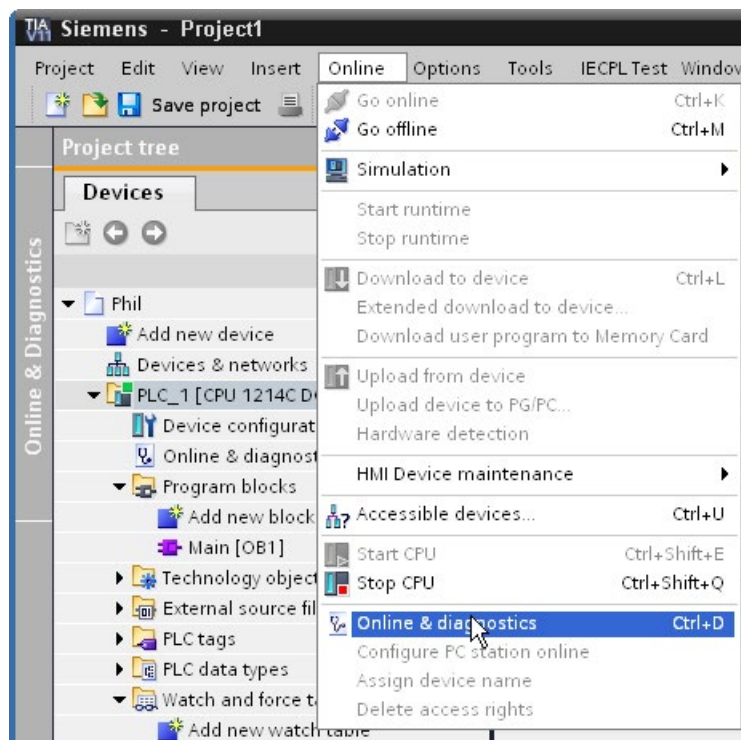 TIA V11 Siemens - Project1
Project Edit View Insert Online Options Tools IECPL Test Window
Save project
Go online Ctrl+K
Go offline Ctrl+M
Simulation
Start runtime
Stop runtime
Download to device Ctrl+L
Extended download to device...
Download user program to Memory Card
Upload from device
Upload device to PG/PC...
Hardware detection
HMI Device maintenance
Accessible devices... Ctrl+U
Start CPU Ctrl+Shift+E
Stop CPU Ctrl+Shift+Q
Online & diagnostics Ctrl+D
Configure PC station online
Assign device name
Delete access rights
Online & Diagnostics
Project tree
Devices
Phil
Add new device
Devices & networks
PLC_1 [CPU 1214C D
Device configurat
Online & diagnost
Program blocks
Add new block
Main [OB1]
Technology object
External source fil
PLC tags
PLC data types
Watch and force t
Add new watch table